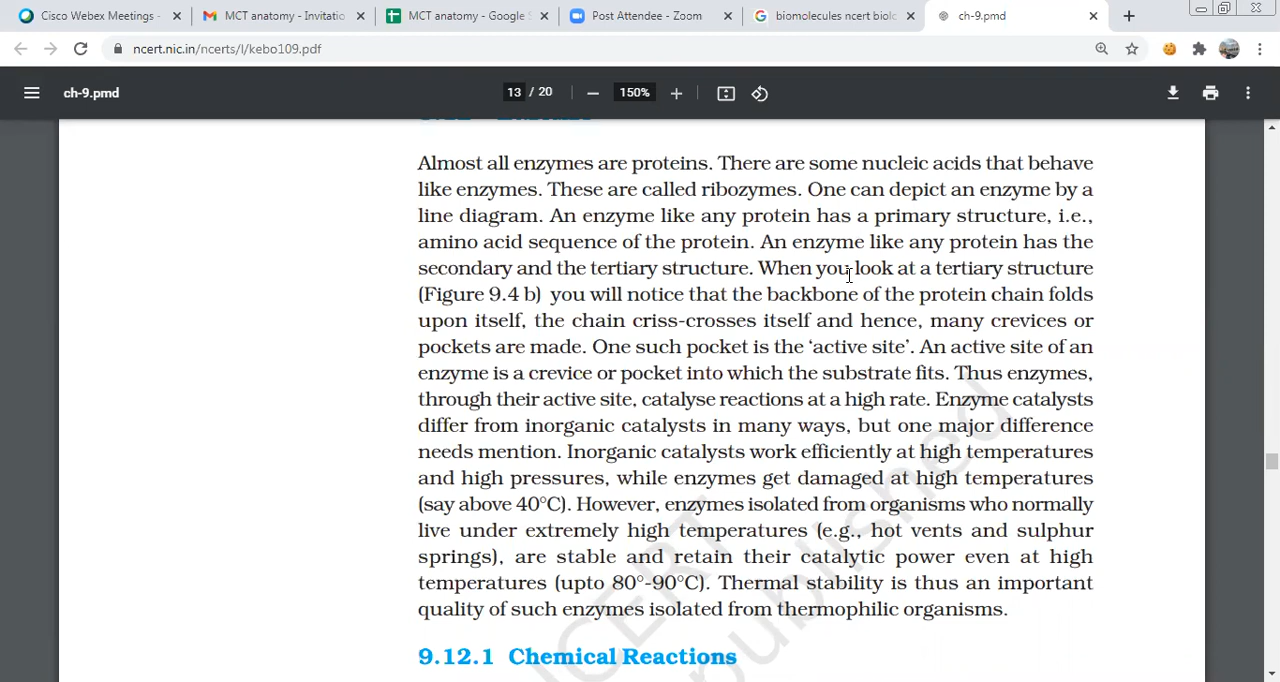 Cisco Webex Meetings -
MCT anatomy - Invitatio
MCT anatomy - Google
Post Attendee - Zoom
biomolecules ncert biol
ch-9.pmd
ncert.nic.in/ncerts/l/kebo109.pdf
ch-9.pmd
13 / 20
150%
Almost all enzymes are proteins. There are some nucleic acids that behave
like enzymes. These are called ribozymes. One can depict an enzyme by a
line diagram. An enzyme like any protein has a primary structure, i.e.,
amino acid sequence of the protein. An enzyme like any protein has the
secondary and the tertiary structure. When you look at a tertiary structure
(Figure 9.4 b) you will notice that the backbone of the protein chain folds
upon itself, the chain criss-crosses itself and hence, many crevices or
pockets are made. One such pocket is the ‘active site’. An active site of an
enzyme is a crevice or pocket into which the substrate fits. Thus enzymes,
through their active site, catalyse reactions at a high rate. Enzyme catalysts
differ from inorganic catalysts in many ways, but one major difference
needs mention. Inorganic catalysts work efficiently at high temperatures
and high pressures, while enzymes get damaged at high temperatures
(say above 40°C). However, enzymes isolated from organisms who normally
live under extremely high temperatures (e.g., hot vents and sulphur
springs), are stable and retain their catalytic power even at high
temperatures (upto 80°-90°C). Thermal stability is thus an important
quality of such enzymes isolated from thermophilic organisms.
9.12.1 Chemical Reactions
NCERT
published